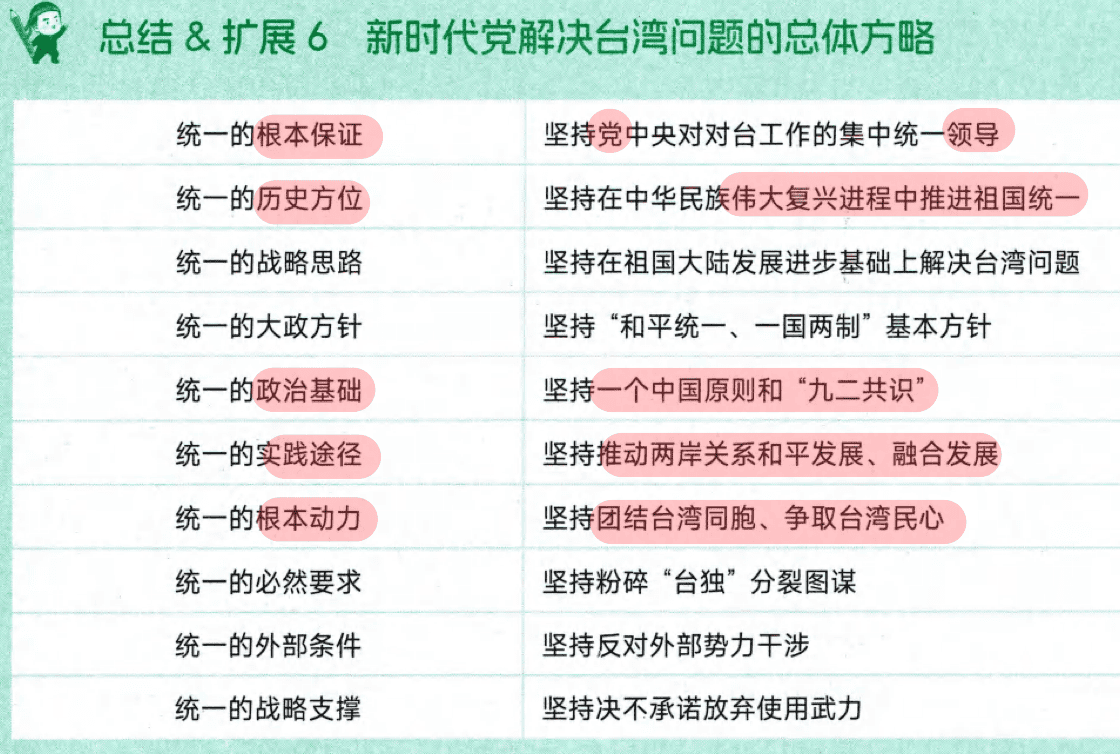 总结 & 扩展 6 新时代党解决台湾问题的总体方略
统一的根本保证 坚持党中央对对台工作的集中统一领导
统一的历史方位 坚持在中华民族伟大复兴进程中推进祖国统一
统一的战略思路 坚持在祖国大陆发展进步基础上解决台湾问题
统一的大政方针 坚持“和平统一、一国两制”基本方针
统一的政治基础 坚持一个中国原则和“九二共识”
统一的实践途径 坚持推动两岸关系和平发展、融合发展
统一的根本动力 坚持团结台湾同胞、争取台湾民心
统一的必然要求 坚持粉碎“台独”分裂图谋
统一的外部条件 坚持反对外部势力干涉
统一的战略支撑 坚持决不承诺放弃使用武力